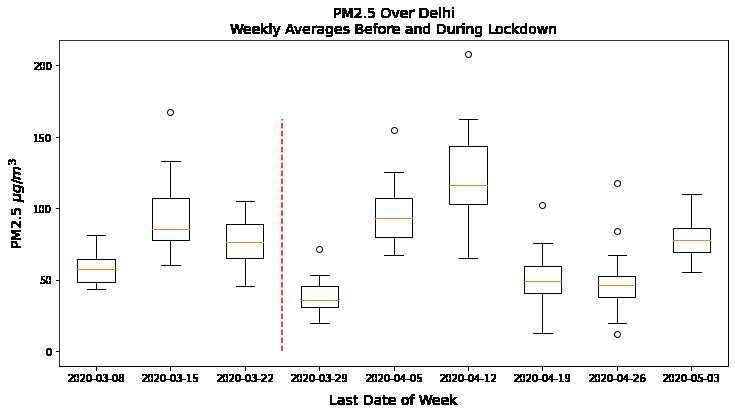 PM2.5 Over Delhi
Weekly Averages Before and During Lockdown
PM2.5 μg/m³
200
150
100
50
0
2020-03-08 2020-03-15 2020-03-22 2020-03-29 2020-04-05 2020-04-12 2020-04-19 2020-04-26 2020-05-03
Last Date of Week